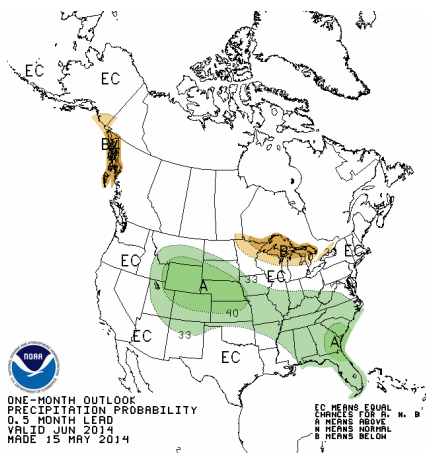 EC
EC
B
B
40
33
EC
EC
EC
33
A
40
EC
33
A
EC
NOAA
ONE-MONTH OUTLOOK
PRECIPITATION PROBABILITY
0.5 MONTH LEAD
VALID JUN 2014
MADE 15 MAY 2014
EC MEANS EQUAL
CHANCES FOR A, N, B
A MEANS ABOVE
N MEANS NORMAL
B MEANS BELOW